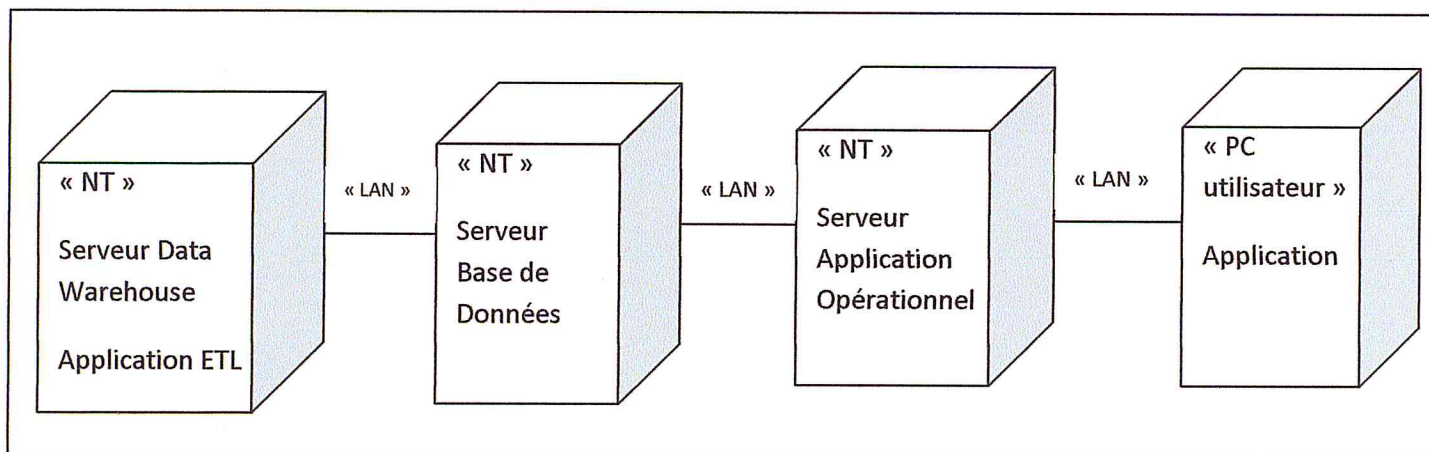 « NT »
Serveur Data
Warehouse
Application ETL
« LAN »
« NT »
Serveur
Base de
Données
« LAN »
« NT »
Serveur
Application
Opérationnel
« LAN »
« PC
utilisateur »
Application